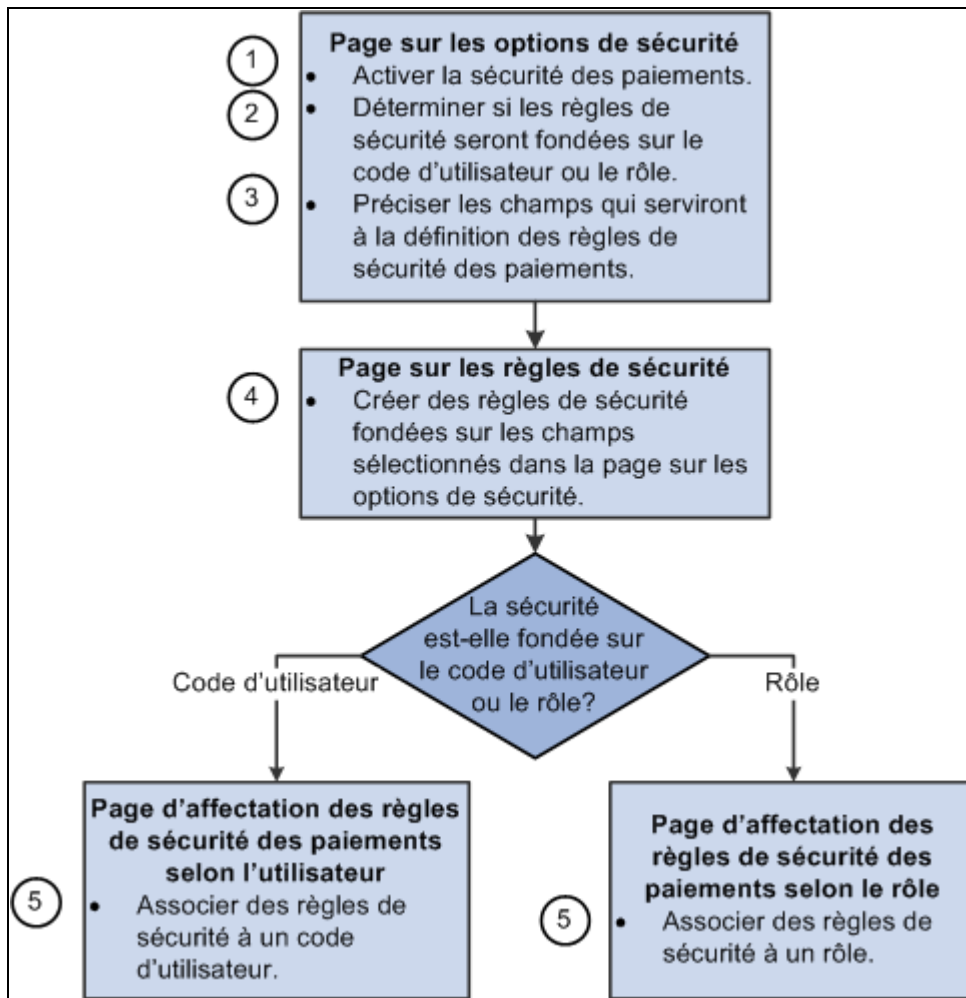 Page sur les options de sécurité
1
• Activer la sécurité des paiements.
2
• Déterminer si les règles de
sécurité seront fondées sur le
code d'utilisateur ou le rôle.
3
• Préciser les champs qui serviront
à la définition des règles de
sécurité des paiements.
Page sur les règles de sécurité
4
• Créer des règles de sécurité
fondées sur les champs
sélectionnés dans la page sur les
options de sécurité.
La sécurité
est-elle fondée sur
le code d'utilisateur
ou le rôle?
Code d'utilisateur
Rôle
Page d'affectation des règles
de sécurité des paiements
selon l'utilisateur
5
• Associer des règles de
sécurité à un code
d'utilisateur.
Page d'affectation des
règles de sécurité des
paiements selon le rôle
5
• Associer des règles de
sécurité à un rôle.